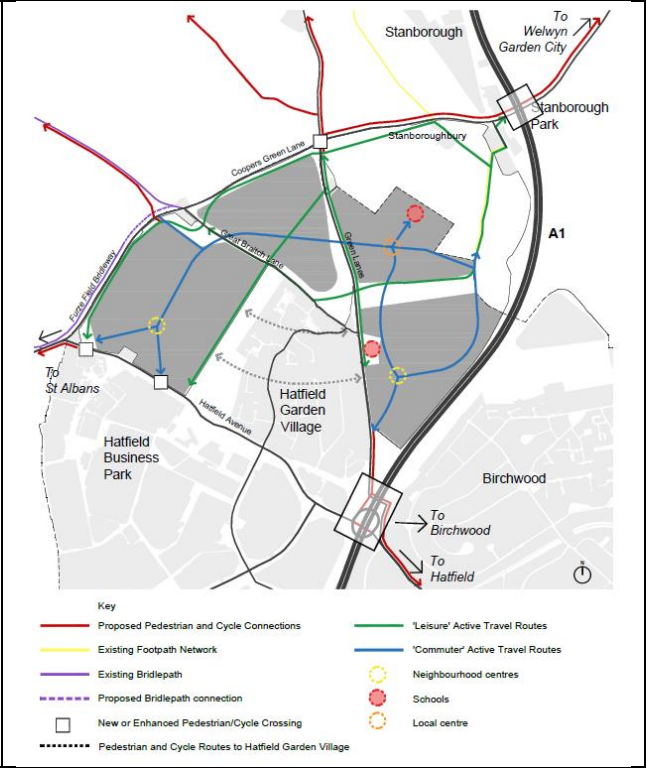 Stanborough
To
Welwyn
Garden City
Stanborough
Park
Stanboroughbury
Coopers Green Lane
A1
Great Braitch Lane
Green Lanes
Furze Field Bridleway
To
St Albans
Hatfield
Garden
Village
Hatfield Avenue
Hatfield
Business
Park
Birchwood
To
Birchwood
To
Hatfield
N
Key
Proposed Pedestrian and Cycle Connections
Existing Footpath Network
Existing Bridlepath
Proposed Bridlepath connection
New or Enhanced Pedestrian/Cycle Crossing
Pedestrian and Cycle Routes to Hatfield Garden Village
'Leisure' Active Travel Routes
'Commuter' Active Travel Routes
Neighbourhood centres
Schools
Local centre